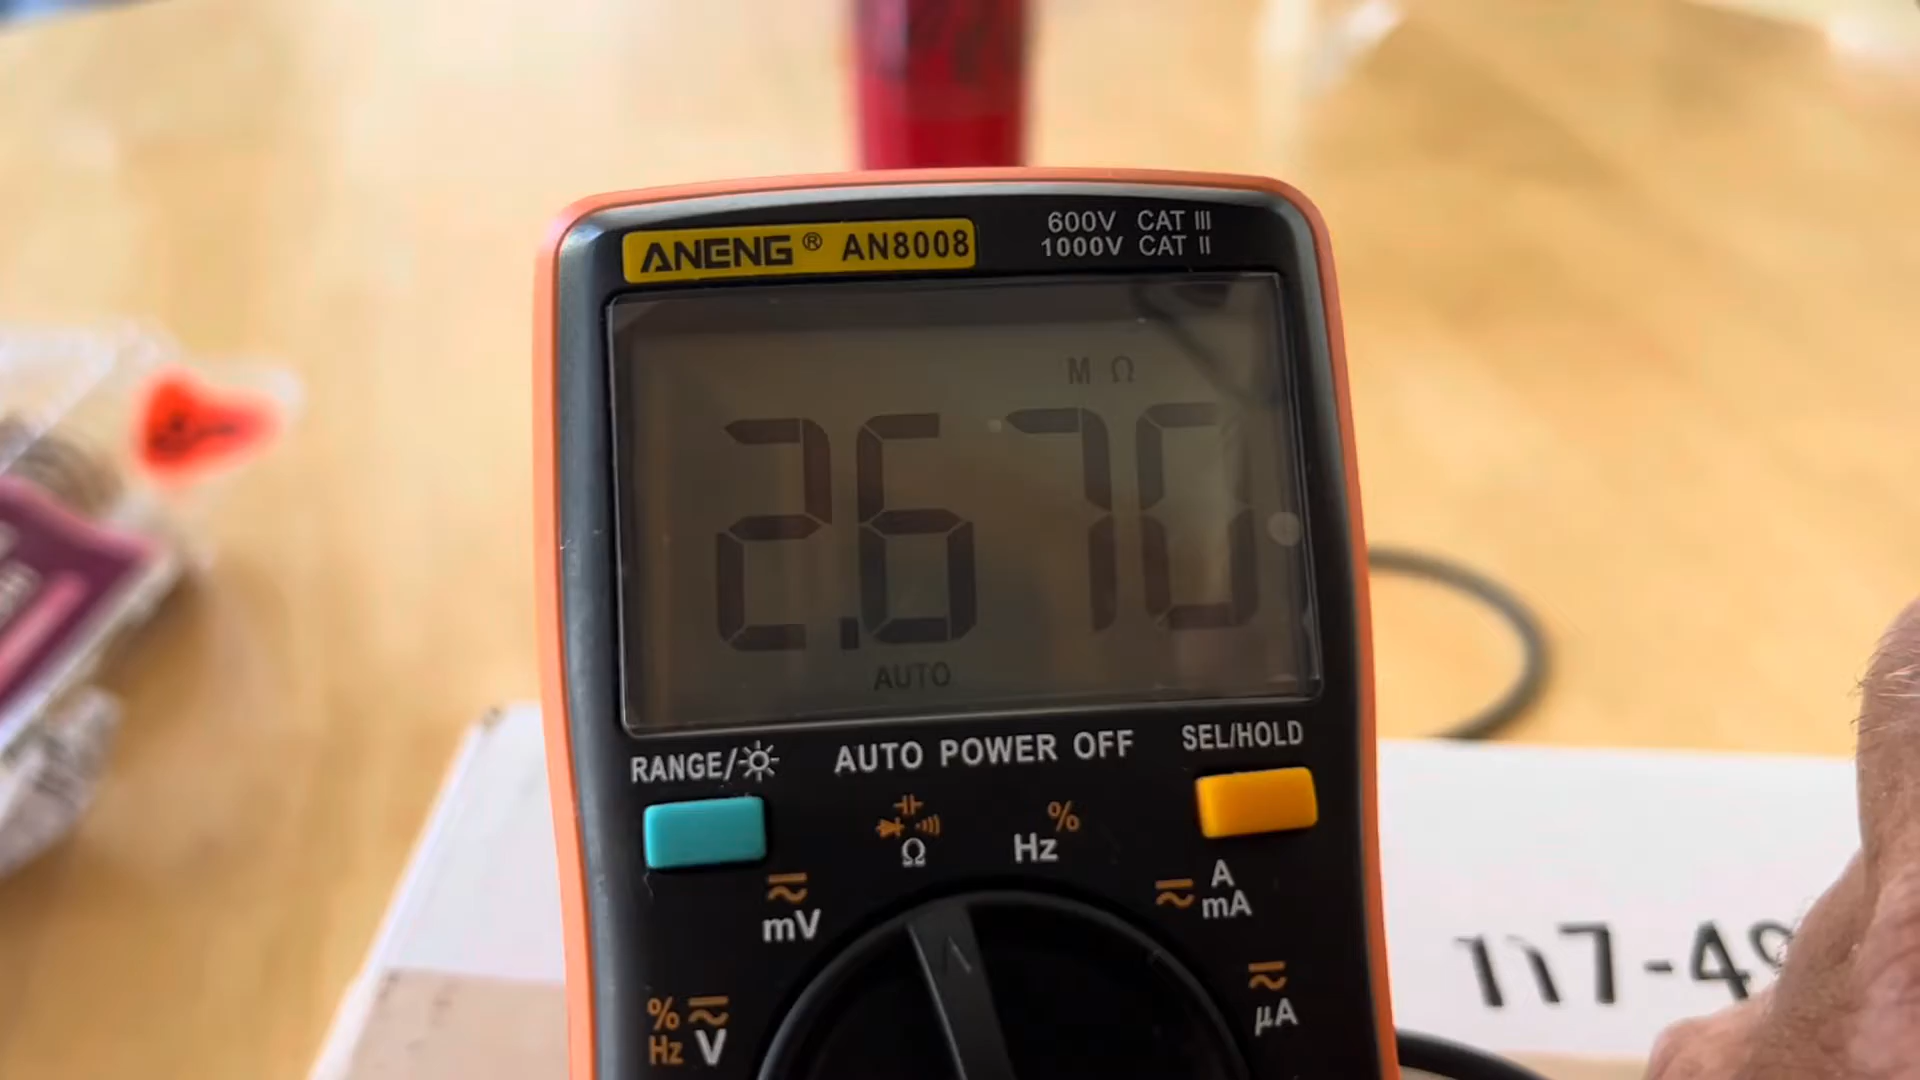 ANENG® AN8008
600V CAT III
1000V CAT II
M Ω
2.670
AUTO
RANGE/
AUTO POWER OFF
SEL/HOLD
Ω
Hz %
mV
A
mA
% Hz V
μA
117-49